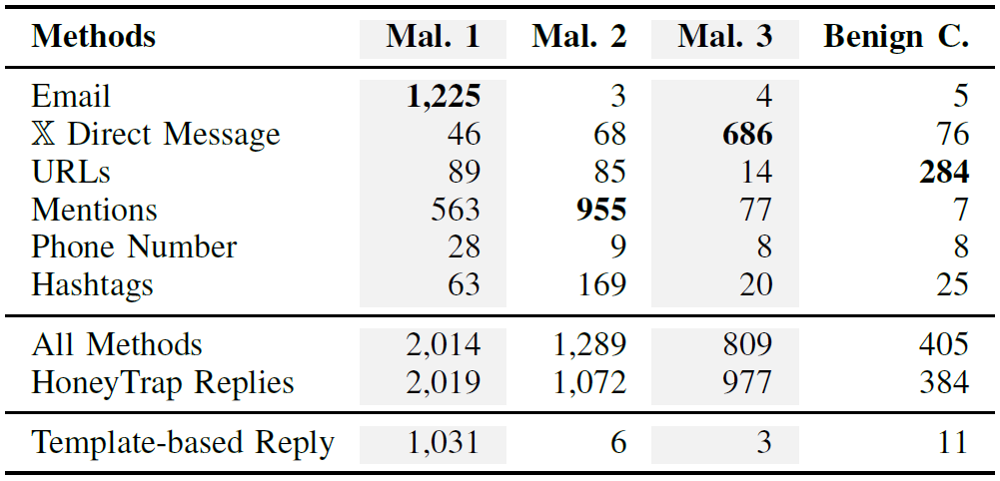 Methods Mal. 1 Mal. 2 Mal. 3 Benign C.
Email 1,225 3 4 5
𝕏 Direct Message 46 68 686 76
URLs 89 85 14 284
Mentions 563 955 77 7
Phone Number 28 9 8 8
Hashtags 63 169 20 25
All Methods 2,014 1,289 809 405
HoneyTrap Replies 2,019 1,072 977 384
Template-based Reply 1,031 6 3 11